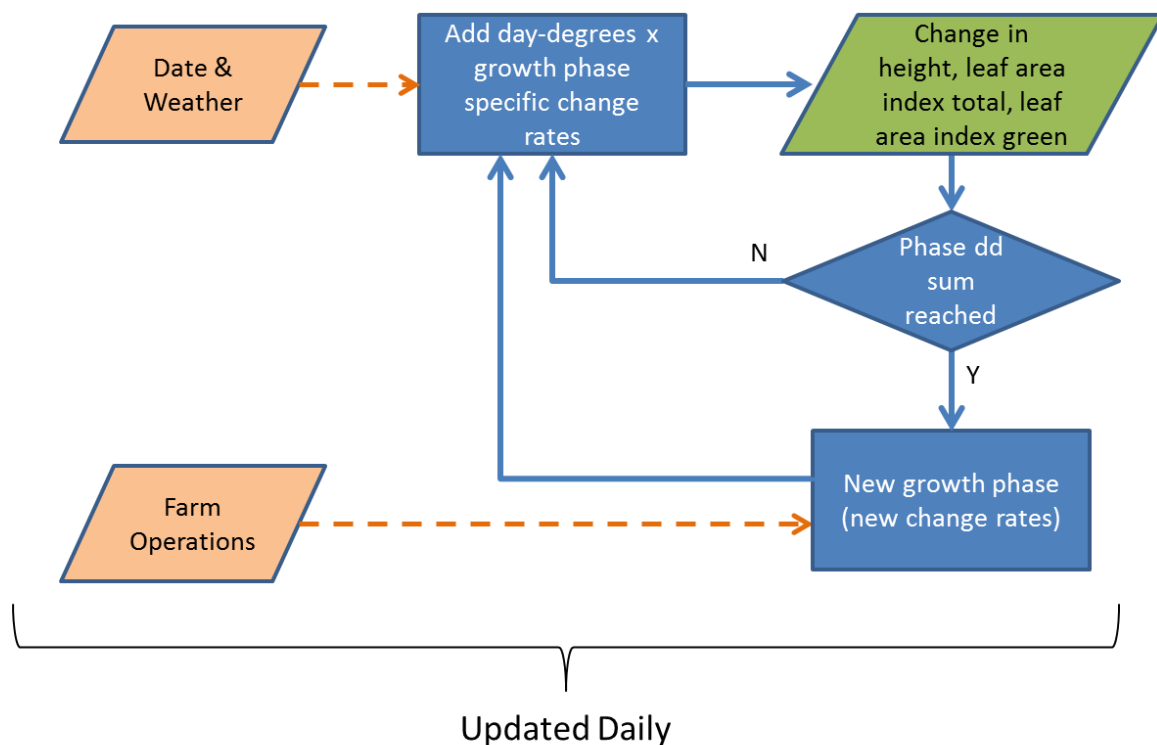 Date &
Weather
Add day-degrees x
growth phase
specific change
rates
Change in
height, leaf area
index total, leaf
area index green
N
Phase dd
sum
reached
Y
Farm
Operations
New growth phase
(new change rates)
Updated Daily